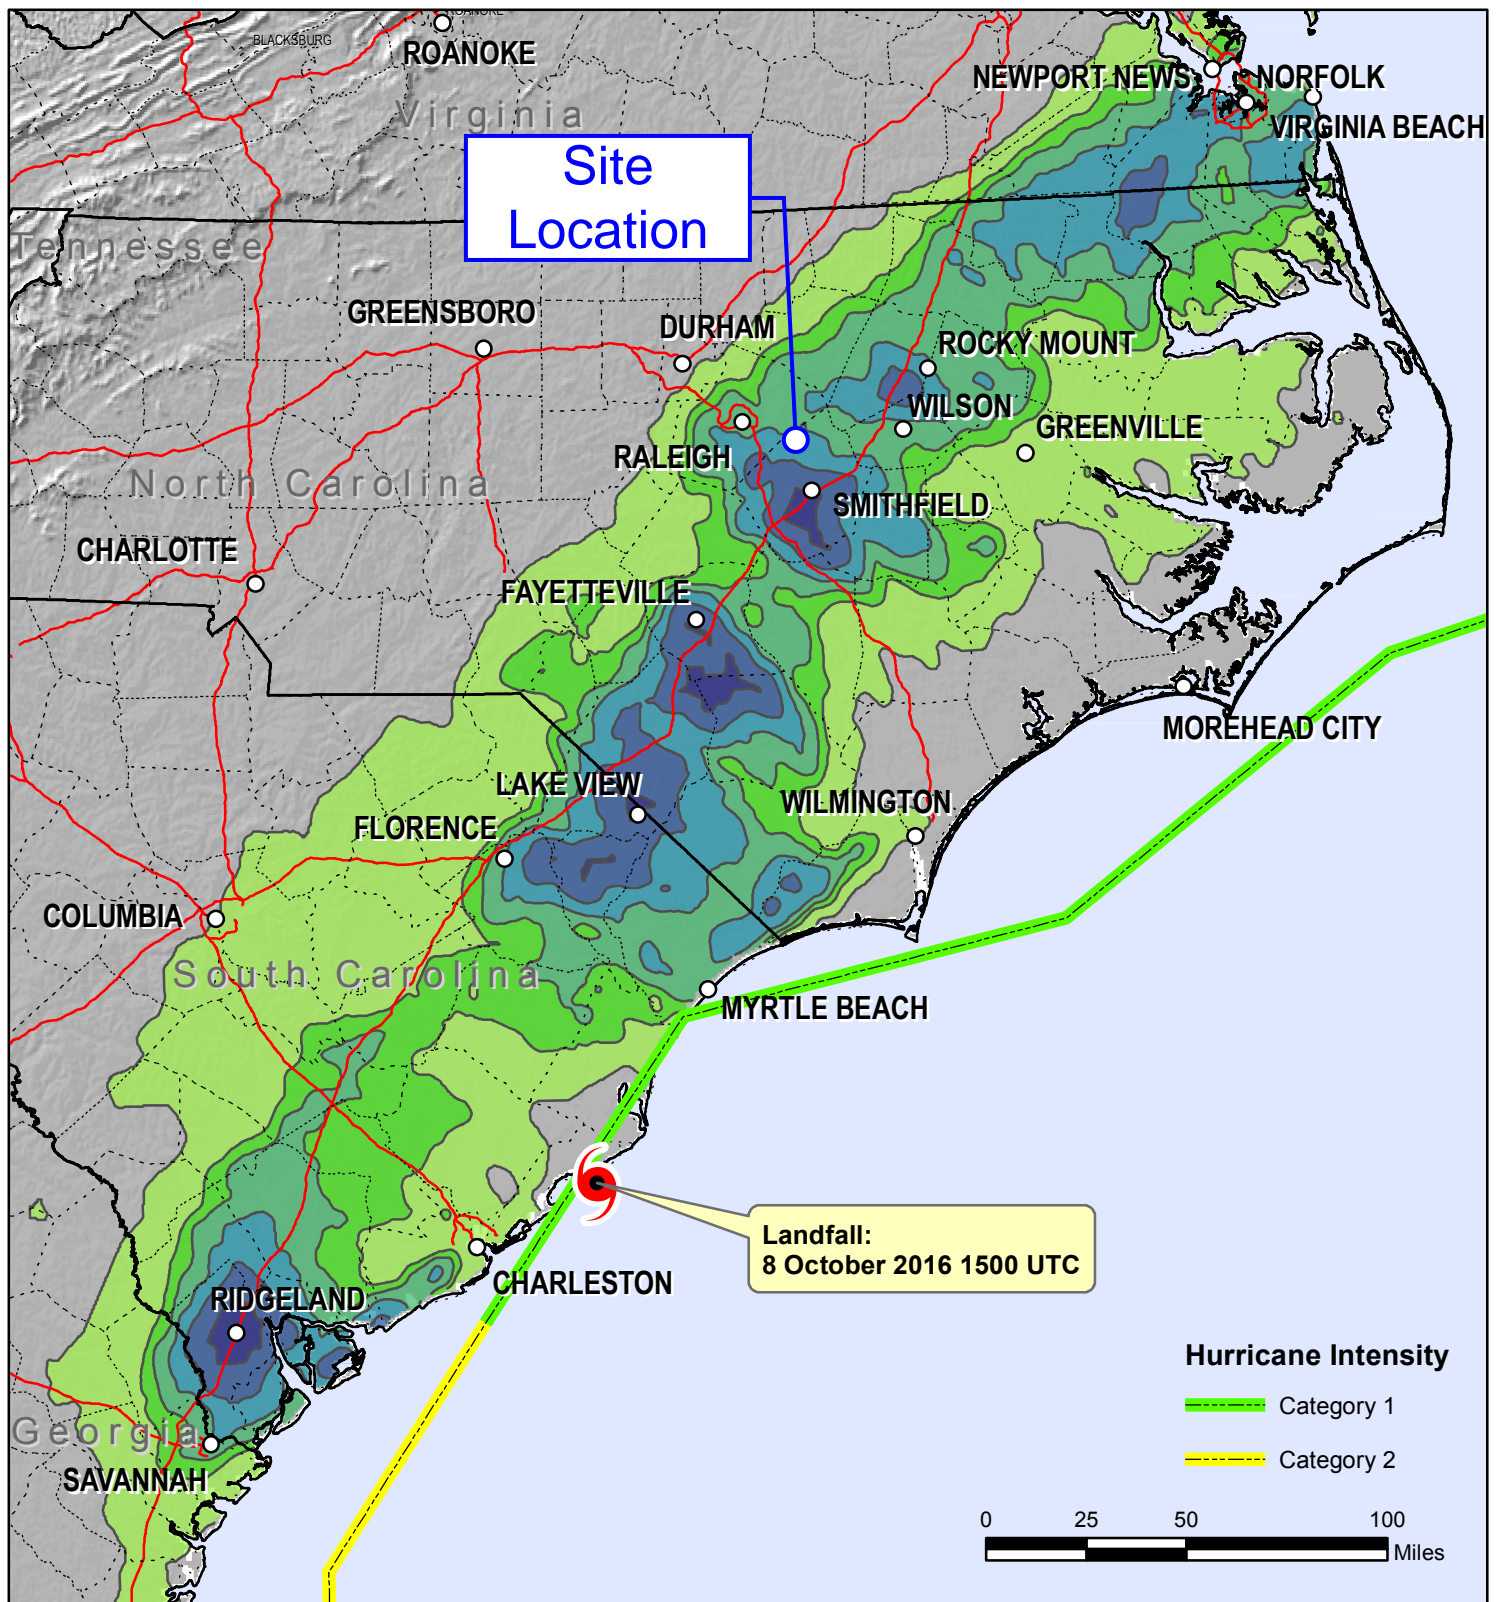 ROANOKE
BLACKSBURG
ROANOKE
Virginia
NEWPORT NEWS
NORFOLK
VIRGINIA BEACH
Site
Location
Tennessee
GREENSBORO
DURHAM
ROCKY MOUNT
WILSON
GREENVILLE
RALEIGH
North Carolina
SMITHFIELD
CHARLOTTE
FAYETTEVILLE
MOREHEAD CITY
LAKE VIEW
WILMINGTON
FLORENCE
COLUMBIA
South Carolina
MYRTLE BEACH
Landfall:
8 October 2016 1500 UTC
CHARLESTON
RIDGELAND
Georgia
SAVANNAH
Hurricane Intensity
Category 1
Category 2
0 25 50 100
Miles